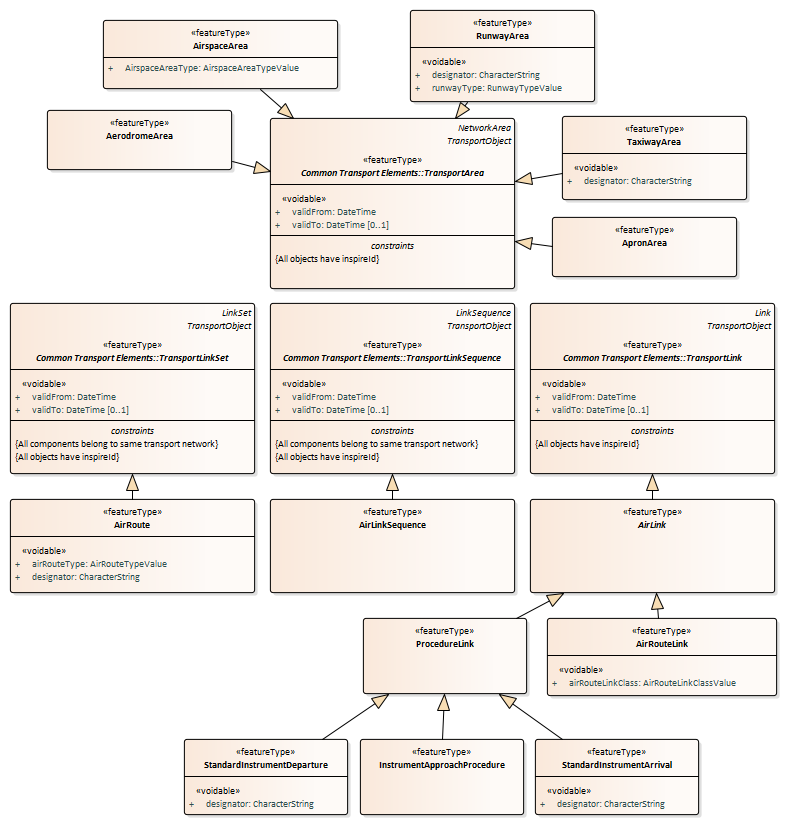 «featureType»
AirspaceArea
+ AirspaceAreaType: AirspaceAreaTypeValue
«featureType»
RunwayArea
«voidable»
+ designator: CharacterString
+ runwayType: RunwayTypeValue
«featureType»
AerodromeArea
NetworkArea
TransportObject
«featureType»
Common Transport Elements::TransportArea
«voidable»
+ validFrom: DateTime
+ validTo: DateTime [0..1]
constraints
{All objects have inspireId}
«featureType»
TaxiwayArea
«voidable»
+ designator: CharacterString
«featureType»
ApronArea
LinkSet
TransportObject
«featureType»
Common Transport Elements::TransportLinkSet
«voidable»
+ validFrom: DateTime
+ validTo: DateTime [0..1]
constraints
{All components belong to same transport network}
{All objects have inspireId}
LinkSequence
TransportObject
«featureType»
Common Transport Elements::TransportLinkSequence
«voidable»
+ validFrom: DateTime
+ validTo: DateTime [0..1]
constraints
{All components belong to same transport network}
{All objects have inspireId}
Link
TransportObject
«featureType»
Common Transport Elements::TransportLink
«voidable»
+ validFrom: DateTime
+ validTo: DateTime [0..1]
constraints
{All objects have inspireId}
«featureType»
AirRoute
«voidable»
+ airRouteType: AirRouteTypeValue
+ designator: CharacterString
«featureType»
AirLinkSequence
«featureType»
AirLink
«featureType»
ProcedureLink
«featureType»
AirRouteLink
«voidable»
+ airRouteLinkClass: AirRouteLinkClassValue
«featureType»
StandardInstrumentDeparture
«voidable»
+ designator: CharacterString
«featureType»
InstrumentApproachProcedure
«featureType»
StandardInstrumentArrival
«voidable»
+ designator: CharacterString